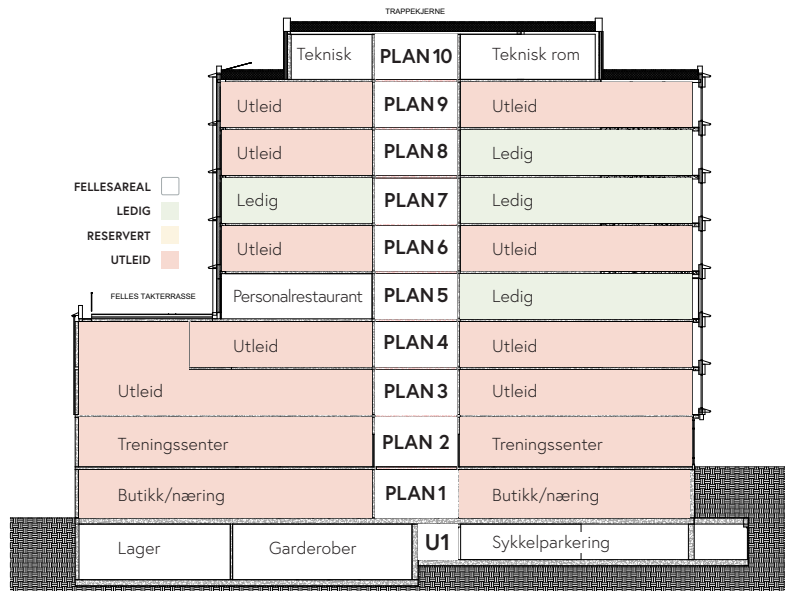 TRAPPEKJERNE
Teknisk PLAN 10 Teknisk rom
Utleid PLAN 9 Utleid
Utleid PLAN 8 Ledig
Ledig PLAN 7 Ledig
Utleid PLAN 6 Utleid
Personalrestaurant PLAN 5 Ledig
FELLESAREAL
LEDIG
RESERVERT
UTLEID
FELLES TAKTERRASSE
Utleid PLAN 4 Utleid
Utleid PLAN 3 Utleid
Treningssenter PLAN 2 Treningssenter
Butikk/næring PLAN 1 Butikk/næring
Lager Garderober U1 Sykkelparkering